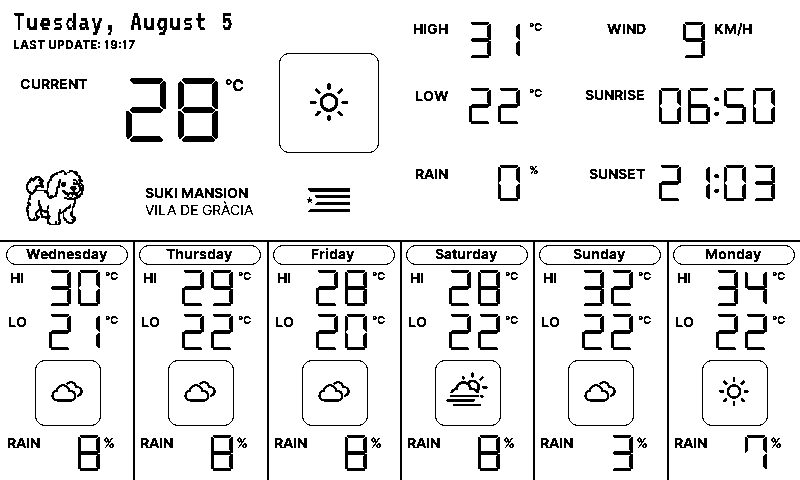 Tuesday, August 5
LAST UPDATE: 19:17
CURRENT 28 °C
SUKI MANSION
VILA DE GRÀCIA
HIGH 31 °C
LOW 22 °C
RAIN 0 %
WIND 9 KM/H
SUNRISE 06:50
SUNSET 21:03
Wednesday
HI 30 °C
LO 21 °C
RAIN 8 %
Thursday
HI 29 °C
LO 22 °C
RAIN 8 %
Friday
HI 28 °C
LO 20 °C
RAIN 8 %
Saturday
HI 28 °C
LO 22 °C
RAIN 8 %
Sunday
HI 32 °C
LO 22 °C
RAIN 3 %
Monday
HI 34 °C
LO 22 °C
RAIN 7 %